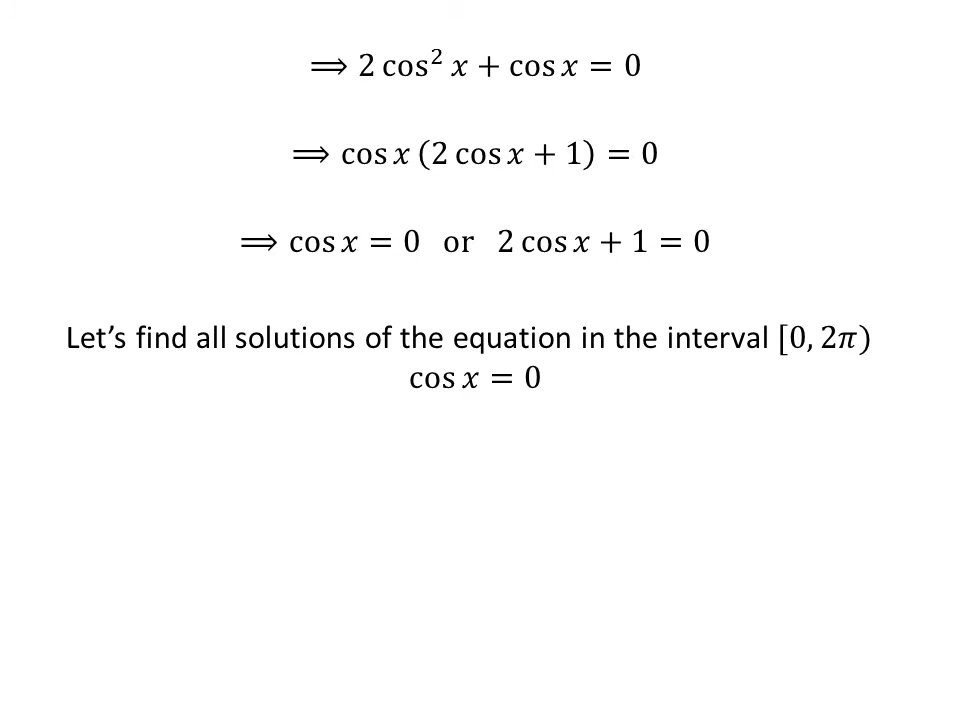 ⟹ 2 cos² 𝑥 + cos 𝑥 = 0
⟹ cos 𝑥 (2 cos 𝑥 + 1) = 0
⟹ cos 𝑥 = 0 or 2 cos 𝑥 + 1 = 0
Let’s find all solutions of the equation in the interval [0, 2𝜋)
cos 𝑥 = 0